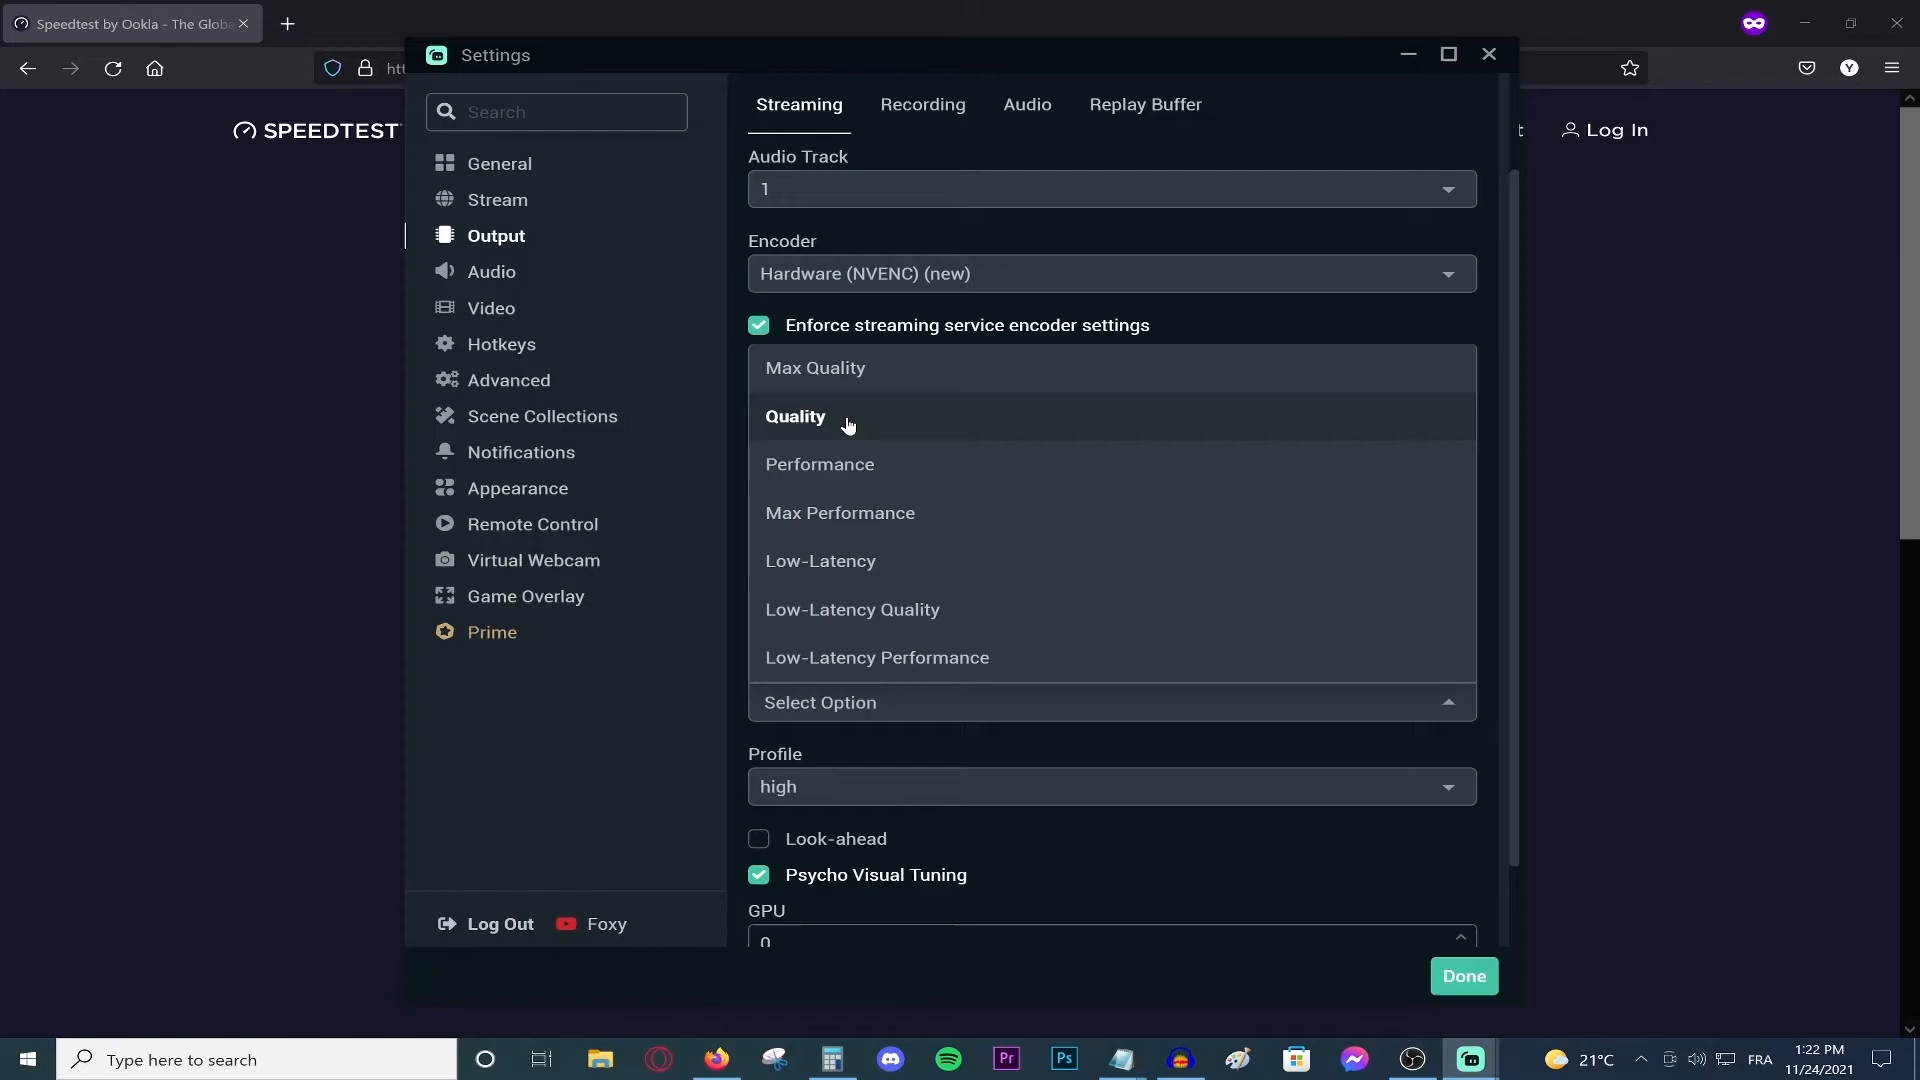 Speedtest by Ookla - The Globa
Settings
htt
SPEEDTEST
t
Log In
Search
General
Stream
Output
Audio
Video
Hotkeys
Advanced
Scene Collections
Notifications
Appearance
Remote Control
Virtual Webcam
Game Overlay
Prime
Log Out
Foxy
Streaming
Recording
Audio
Replay Buffer
Audio Track
1
Encoder
Hardware (NVENC) (new)
Enforce streaming service encoder settings
Max Quality
Quality
Performance
Max Performance
Low-Latency
Low-Latency Quality
Low-Latency Performance
Select Option
Profile
high
Look-ahead
Psycho Visual Tuning
GPU
0
Done
Type here to search
Pr
Ps
21°C
FRA
1:22 PM
11/24/2021
Y